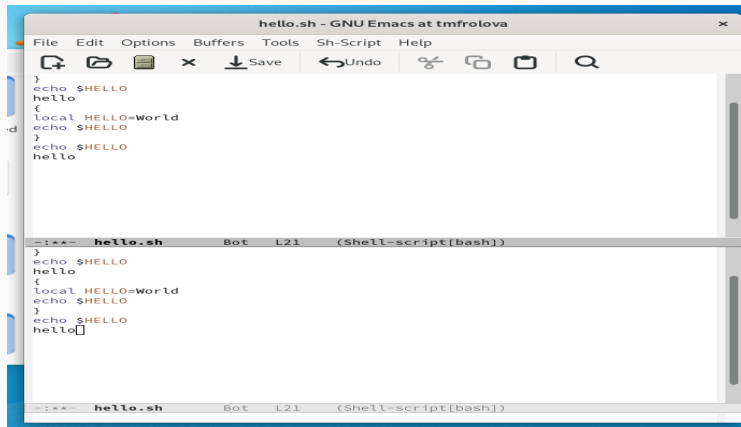 hello.sh - GNU Emacs at tmfrolova
File Edit Options Buffers Tools Sh-Script Help
Save Undo
}
echo $HELLO
hello
{
local HELLO=World
echo $HELLO
}
echo $HELLO
hello
-:**- hello.sh Bot L21 (Shell-script[bash])
}
echo $HELLO
hello
{
local HELLO=World
echo $HELLO
}
echo $HELLO
hello
-:**- hello.sh Bot L21 (Shell-script[bash])